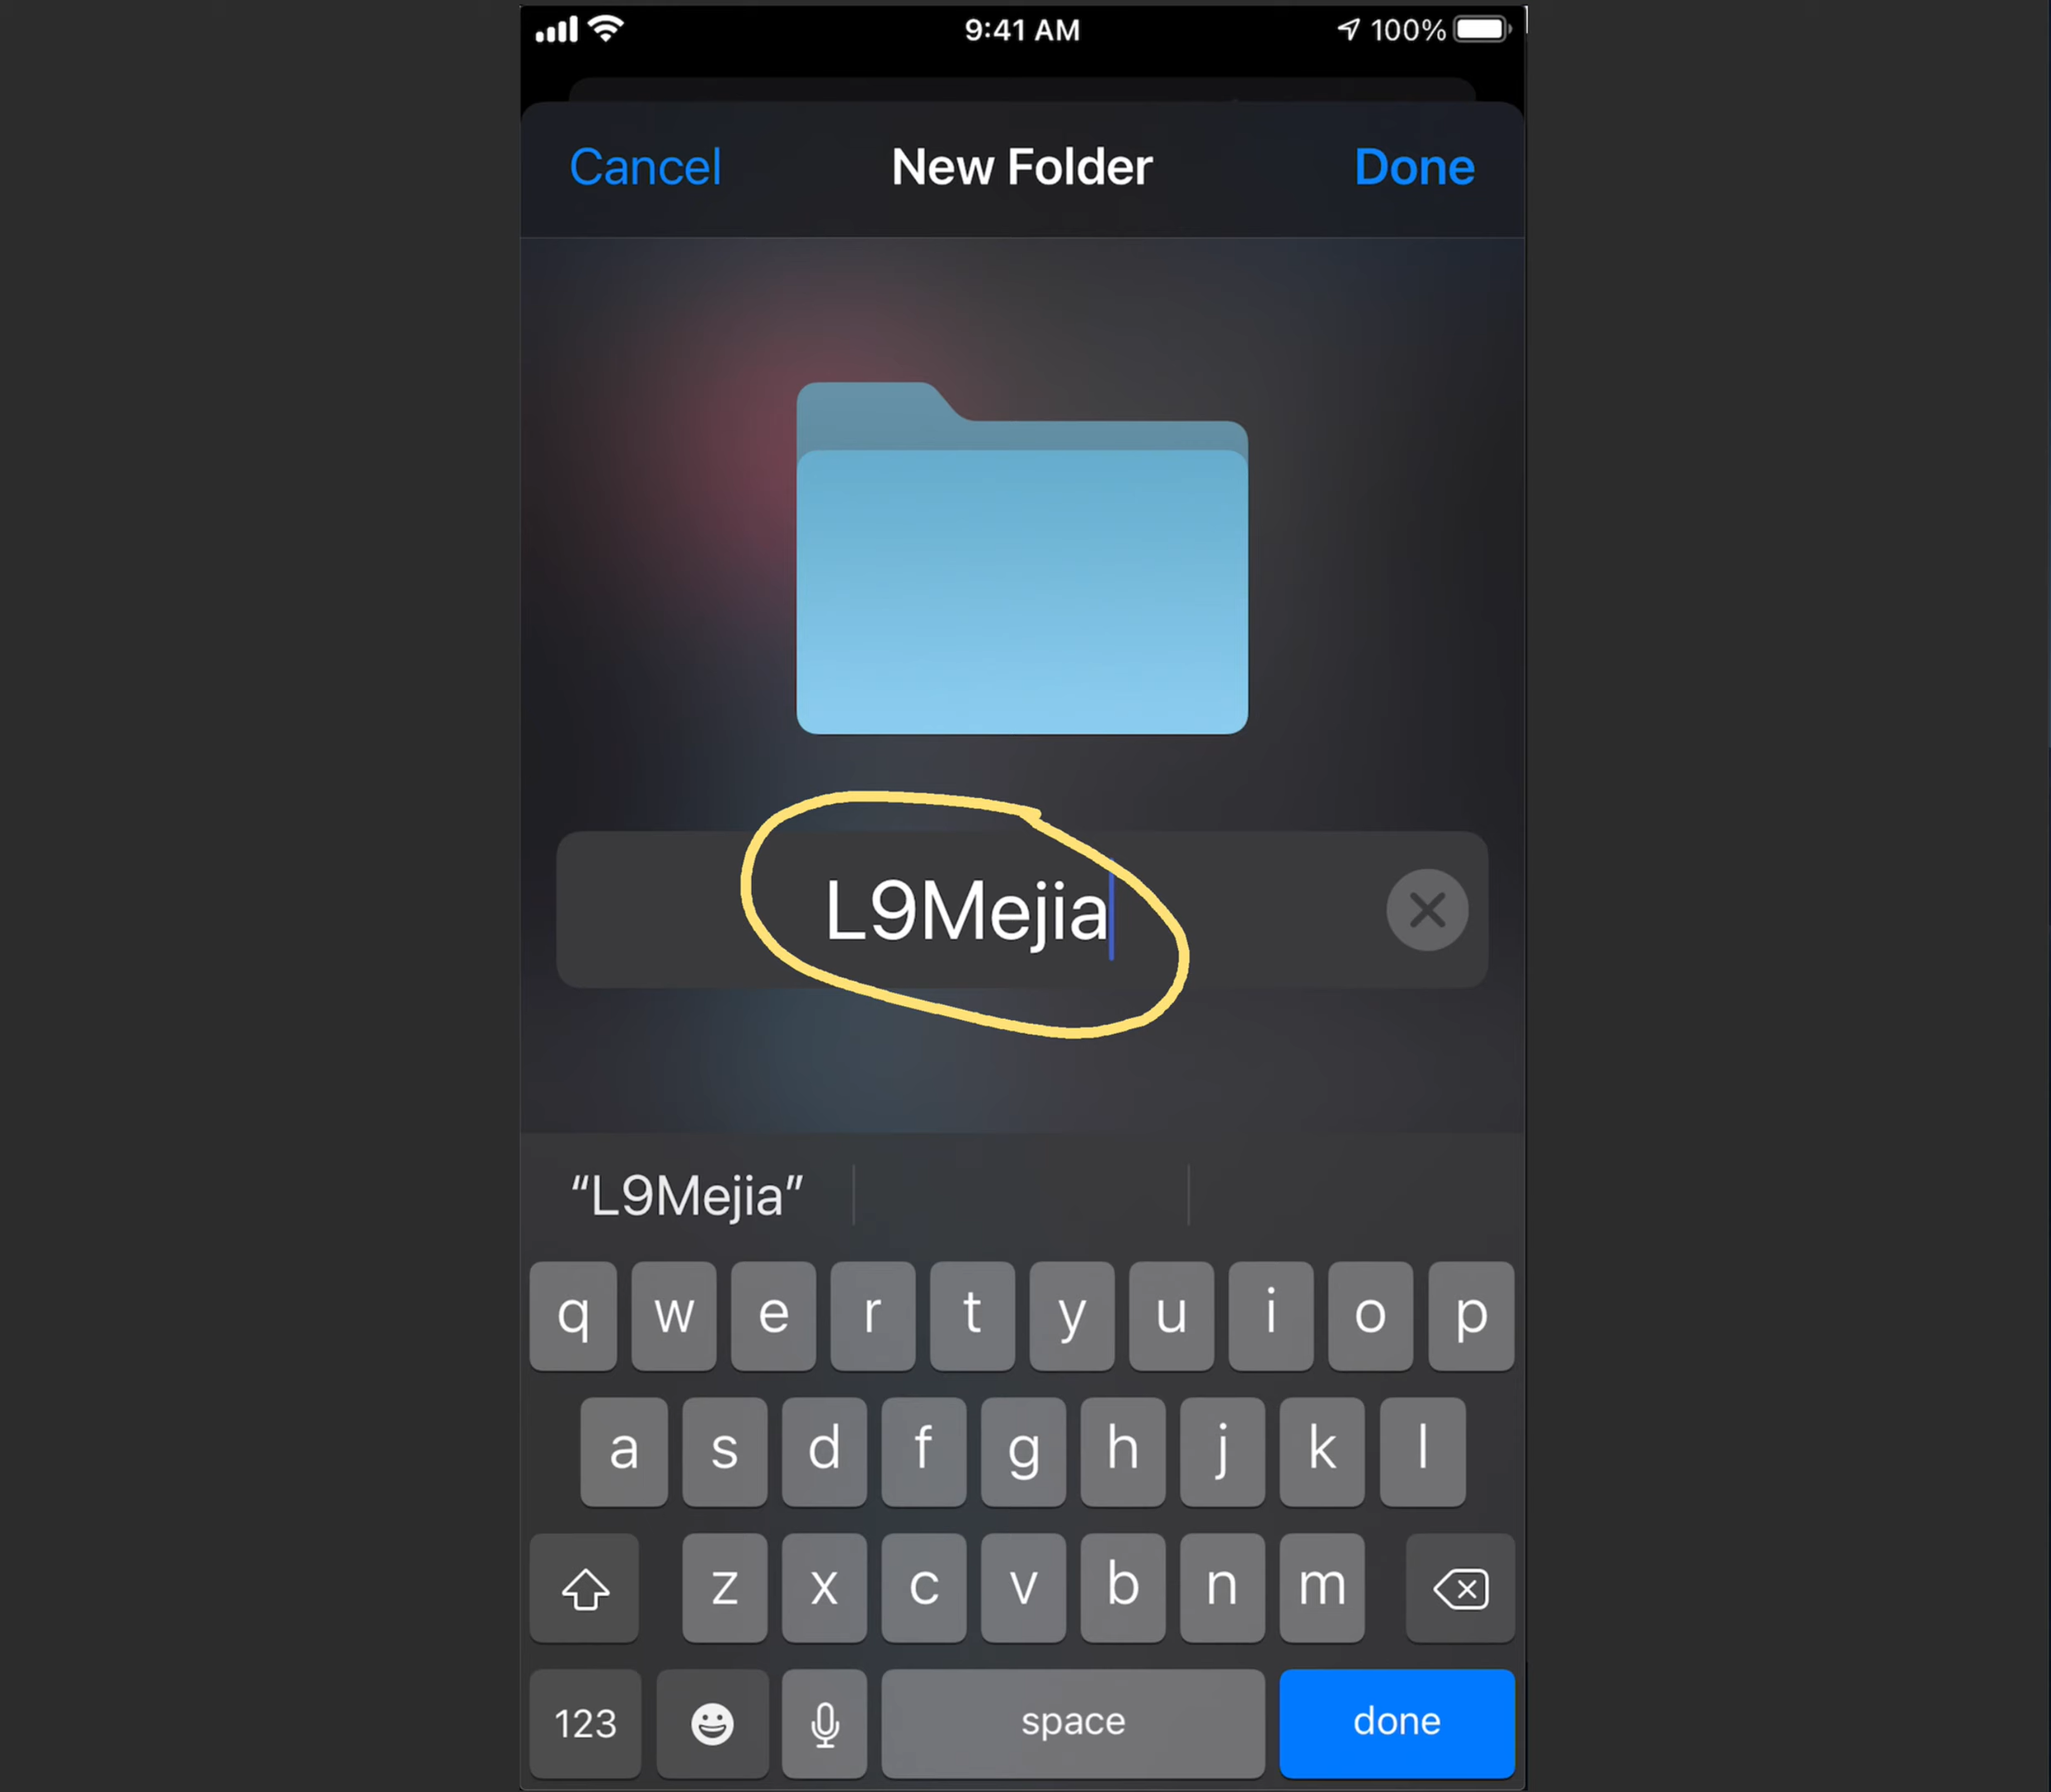 9:41 AM 100%
Cancel New Folder Done
L9Mejia
“L9Mejia”
q w e r t y u i o p
a s d f g h j k l
z x c v b n m
123 space done